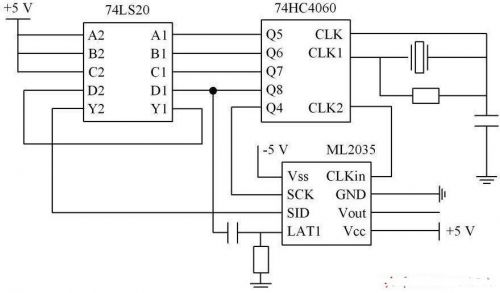 +5 V
74LS20
74HC4060
A2 A1 Q5 CLK
B2 B1 Q6 CLK1
C2 C1 Q7
D2 D1 Q8
Y2 Y1 Q4 CLK2
-5 V ML2035
Vss CLKin
SCK GND
SID Vout
LAT1 Vcc +5 V